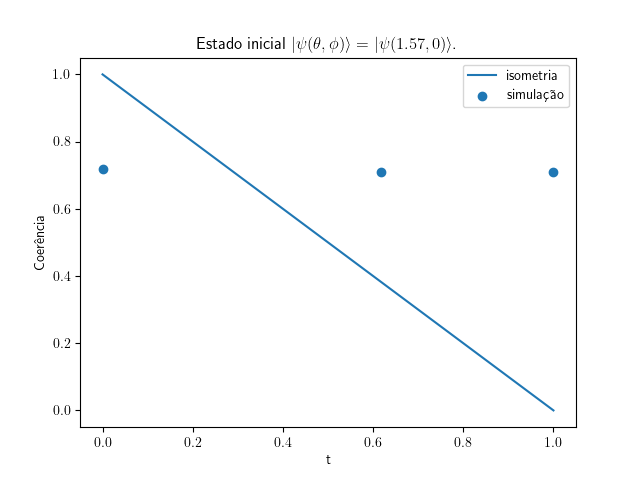 Estado inicial |ψ(θ, ϕ)⟩ = |ψ(1.57, 0)⟩.
isometria
simulação
1.0
0.8
0.6
0.4
0.2
0.0
Coerência
0.0 0.2 0.4 0.6 0.8 1.0
t